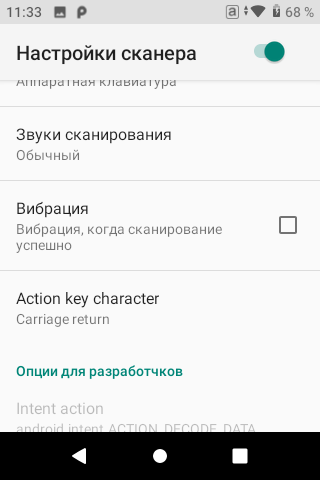 11:33
68 %
Настройки сканера
Аппаратная клавиатура
Звуки сканирования
Обычный
Вибрация
Вибрация, когда сканирование
успешно
Action key character
Carriage return
Опции для разработчков
Intent action
android.intent.ACTION_DECODE_DATA